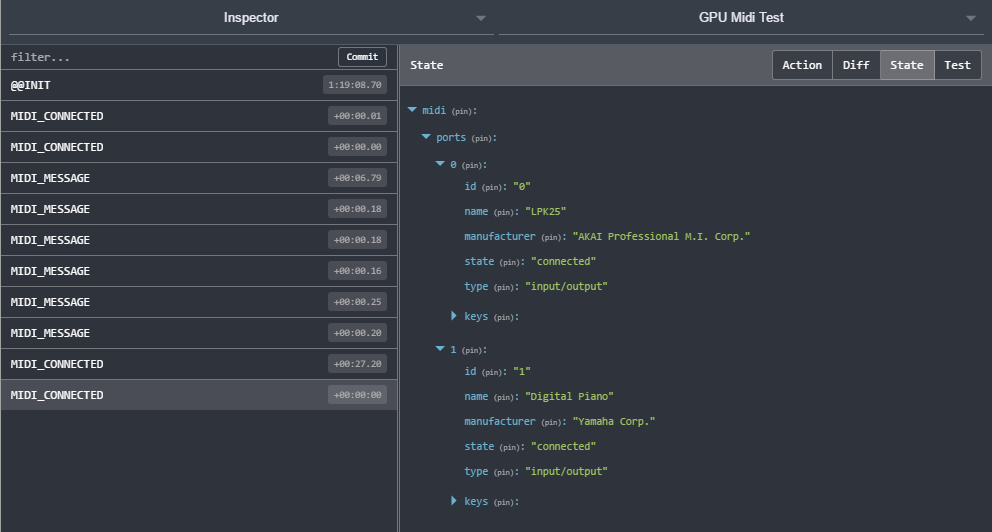 Inspector
GPU Midi Test
filter...
Commit
@@INIT 1:19:08.70
MIDI_CONNECTED +00:00.01
MIDI_CONNECTED +00:00.00
MIDI_MESSAGE +00:06.79
MIDI_MESSAGE +00:00.18
MIDI_MESSAGE +00:00.18
MIDI_MESSAGE +00:00.16
MIDI_MESSAGE +00:00.25
MIDI_MESSAGE +00:00.20
MIDI_CONNECTED +00:27.20
MIDI_CONNECTED +00:00:00
State
Action Diff State Test
midi (pin):
ports (pin):
0 (pin):
id (pin): "0"
name (pin): "LPK25"
manufacturer (pin): "AKAI Professional M.I. Corp."
state (pin): "connected"
type (pin): "input/output"
keys (pin):
1 (pin):
id (pin): "1"
name (pin): "Digital Piano"
manufacturer (pin): "Yamaha Corp."
state (pin): "connected"
type (pin): "input/output"
keys (pin):